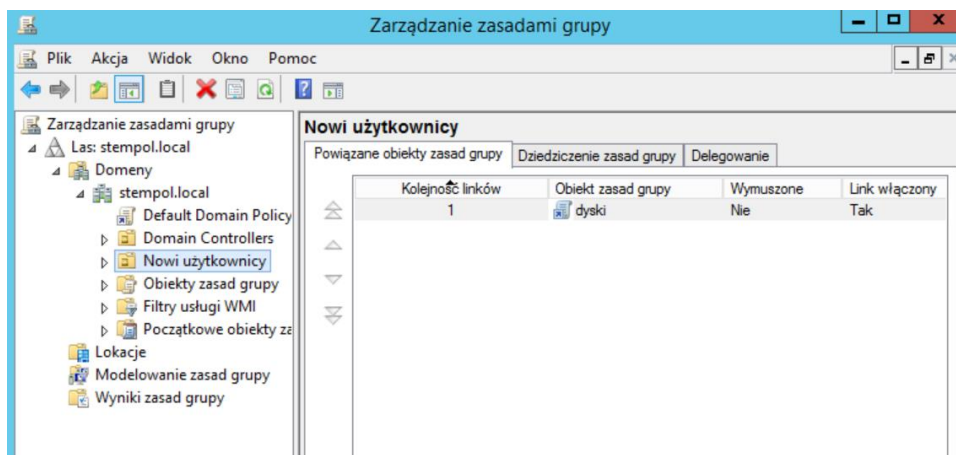 Zarządzanie zasadami grupy
Plik Akcja Widok Okno Pomoc
Zarządzanie zasadami grupy
Las: stempol.local
Domeny
stempol.local
Default Domain Policy
Domain Controllers
Nowi użytkownicy
Obiekty zasad grupy
Filtry usługi WMI
Początkowe obiekty za
Lokacje
Modelowanie zasad grupy
Wyniki zasad grupy
Nowi użytkownicy
Powiązane obiekty zasad grupy Dziedziczenie zasad grupy Delegowanie
Kolejność linków Obiekt zasad grupy Wymuszone Link włączony
1 dyski Nie Tak